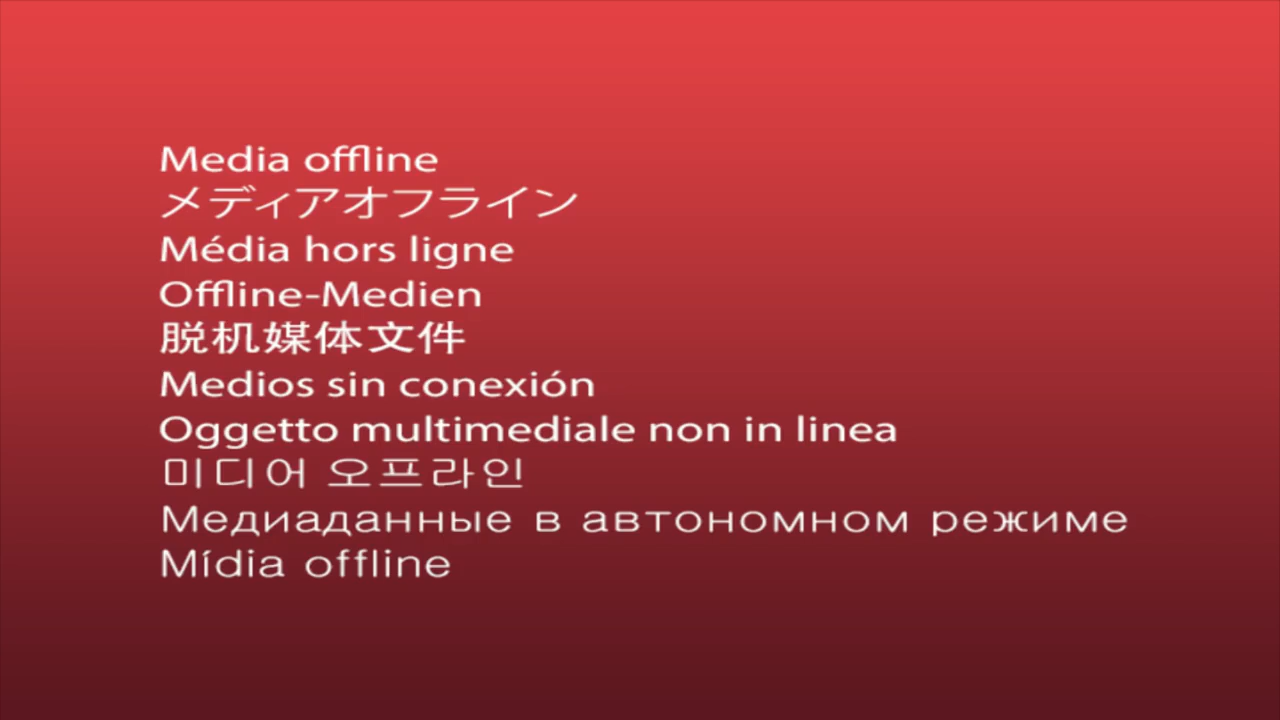 Media offline
メディアオフライン
Média hors ligne
Offline-Medien
脱机媒体文件
Medios sin conexión
Oggetto multimediale non in linea
미디어 오프라인
Медиаданные в автономном режиме
Mídia offline